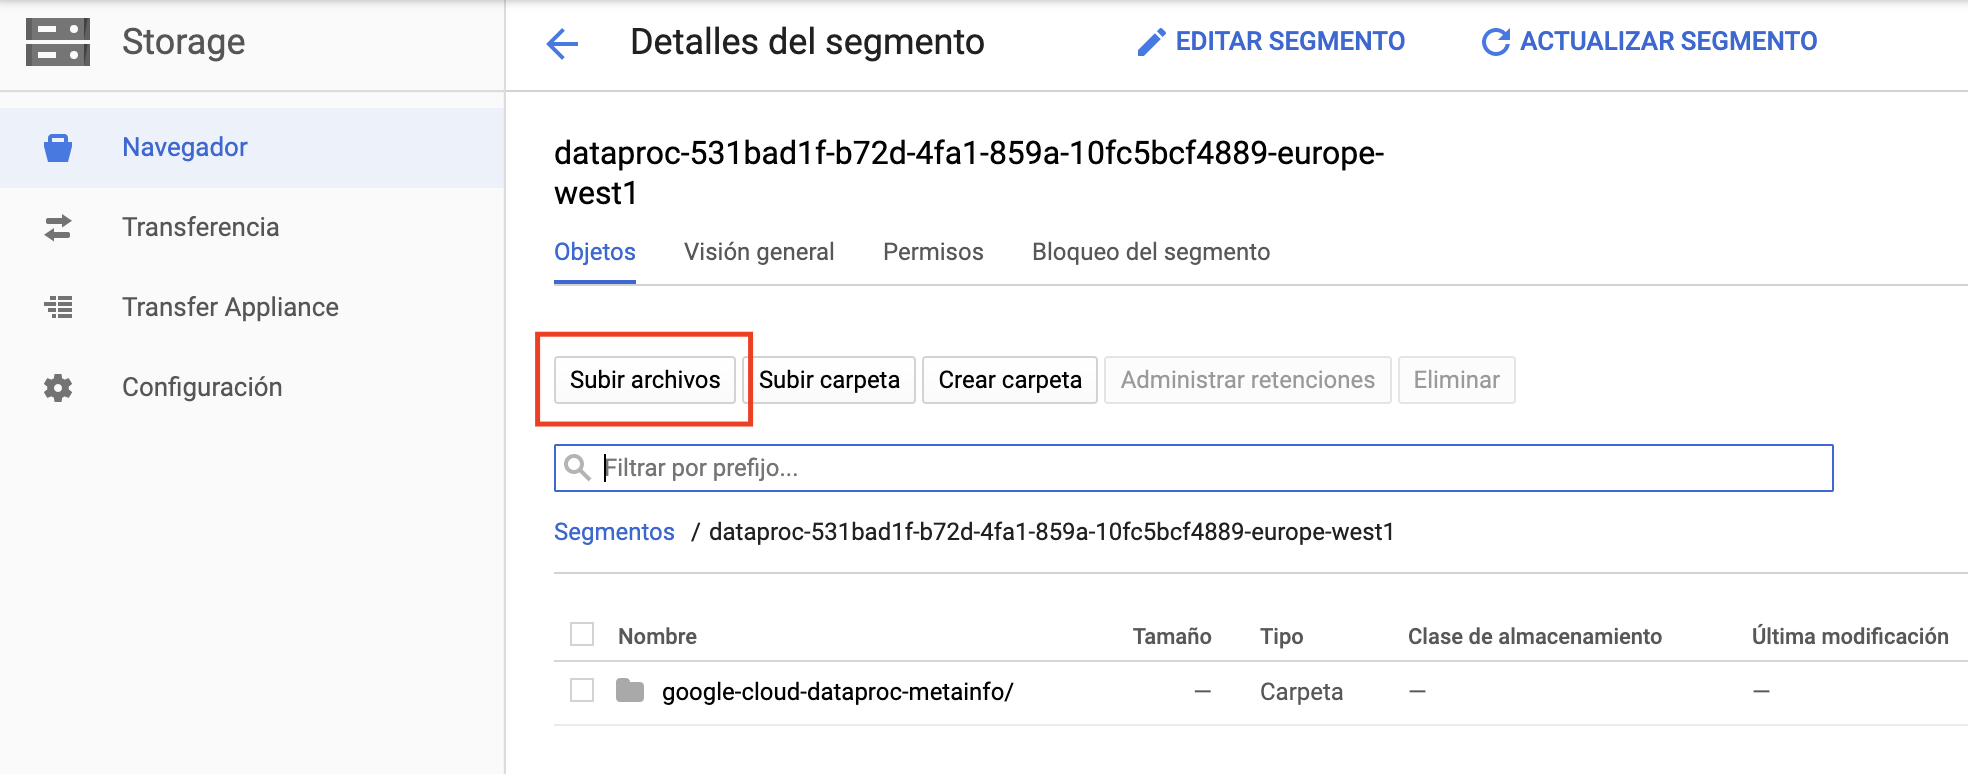 Storage
Detalles del segmento
EDITAR SEGMENTO
ACTUALIZAR SEGMENTO
Navegador
Transferencia
Transfer Appliance
Configuración
dataproc-531bad1f-b72d-4fa1-859a-10fc5bcf4889-europe-
west1
Objetos Visión general Permisos Bloqueo del segmento
Subir archivos Subir carpeta Crear carpeta Administrar retenciones Eliminar
Filtrar por prefijo...
Segmentos / dataproc-531bad1f-b72d-4fa1-859a-10fc5bcf4889-europe-west1
Nombre Tamaño Tipo Clase de almacenamiento Última modificación
google-cloud-dataproc-metainfo/ — Carpeta — —